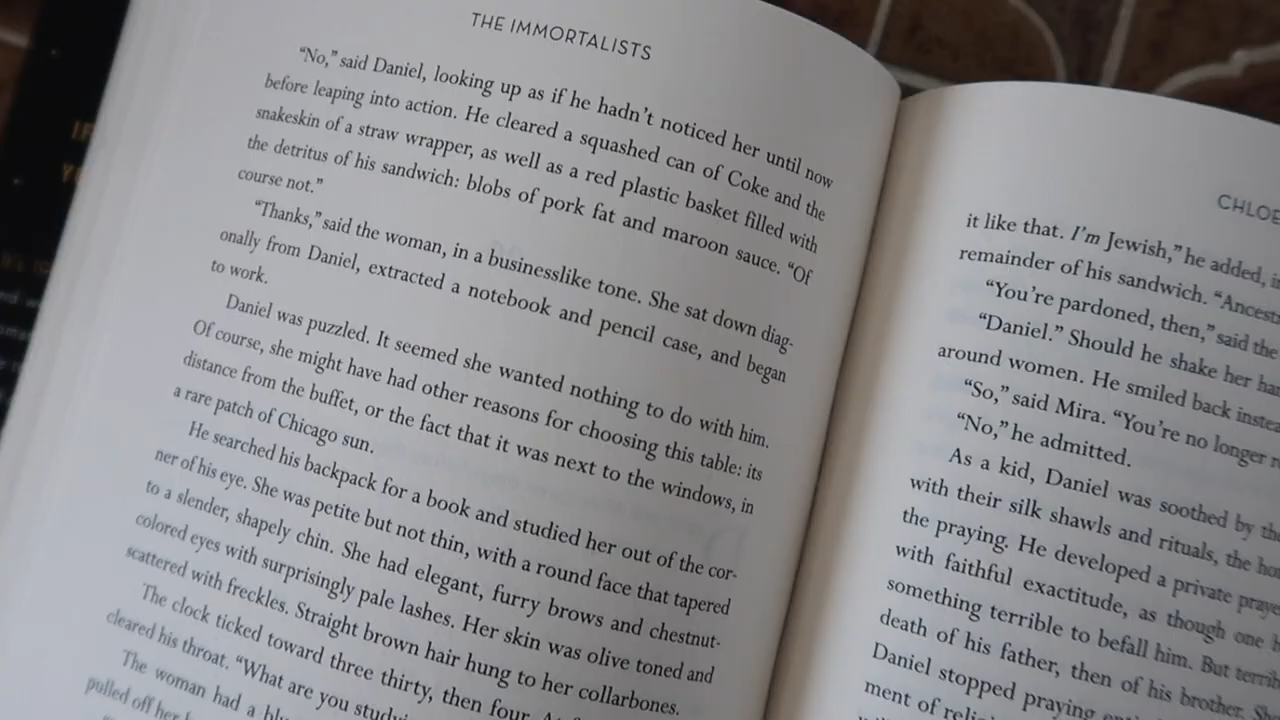 THE IMMORTALISTS
"No," said Daniel, looking up as if he hadn't noticed her until now
before leaping into action. He cleared a squashed can of Coke and the
snakeskin of a straw wrapper, as well as a red plastic basket filled with
the detritus of his sandwich: blobs of pork fat and maroon sauce. "Of
course not."
"Thanks," said the woman, in a businesslike tone. She sat down diag-
onally from Daniel, extracted a notebook and pencil case, and began
to work.
Daniel was puzzled. It seemed she wanted nothing to do with him.
Of course, she might have had other reasons for choosing this table: its
distance from the buffet, or the fact that it was next to the windows, in
a rare patch of Chicago sun.
He searched his backpack for a book and studied her out of the cor-
ner of his eye. She was petite but not thin, with a round face that tapered
to a slender, shapely chin. She had elegant, furry brows and chestnut-
colored eyes with surprisingly pale lashes. Her skin was olive toned and
scattered with freckles. Straight brown hair hung to her collarbones.
The clock ticked toward three thirty, then four.
cleared his throat. "What are you
The woman had a
pulled off her
CHLOE
it like that. I'm Jewish," he added,
remainder of his sandwich.
"You're pardoned, then," said the
"Daniel." Should he shake her
around women. He smiled back
"So," said Mira. "You're no longer
"No," he admitted.
As a kid, Daniel was soothed by
with their silk shawls and rituals, the
the praying. He developed a private
with faithful exactitude, as though one
something terrible to befall him. But
death of his father, then of his brother.
Daniel stopped praying
ment of